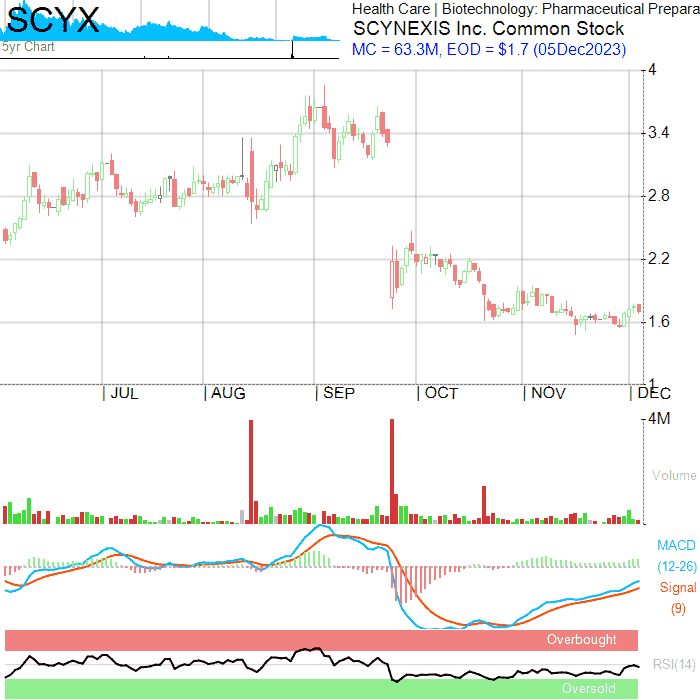 SCYX
5yr Chart
Health Care | Biotechnology: Pharmaceutical Prepara
SCYNEXIS Inc. Common Stock
MC = 63.3M, EOD = $1.7 (05Dec2023)
4
3.4
2.8
2.2
1.6
1
| JUL | AUG | SEP | OCT | NOV | DEC
4M
Volume
MACD
(12-26)
Signal
(9)
Overbought
RSI(14)
Oversold